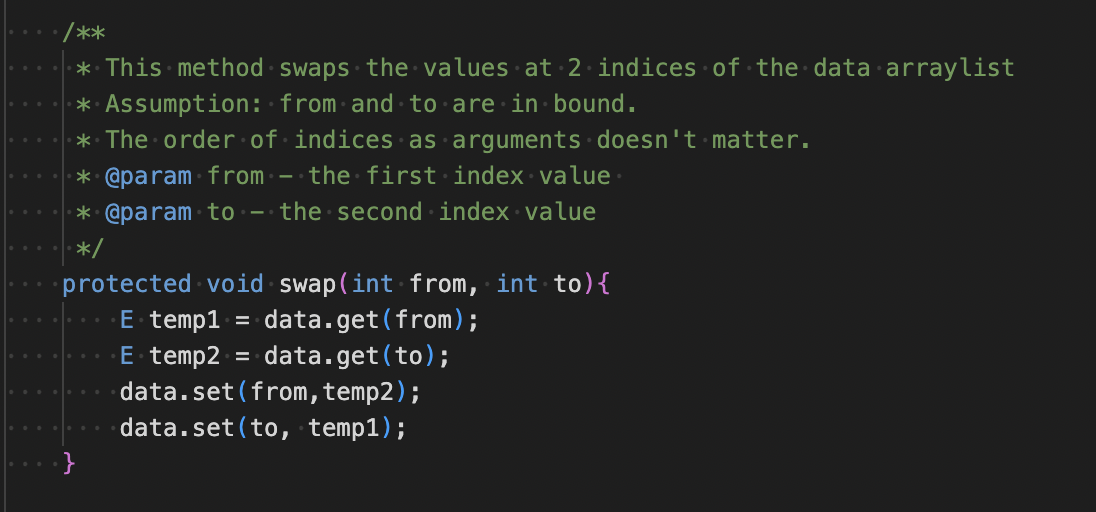 /**
* This method swaps the values at 2 indices of the data arraylist
* Assumption: from and to are in bound.
* The order of indices as arguments doesn't matter.
* @param from – the first index value
* @param to – the second index value
*/
protected void swap(int from, int to){
E temp1 = data.get(from);
E temp2 = data.get(to);
data.set(from,temp2);
data.set(to, temp1);
}